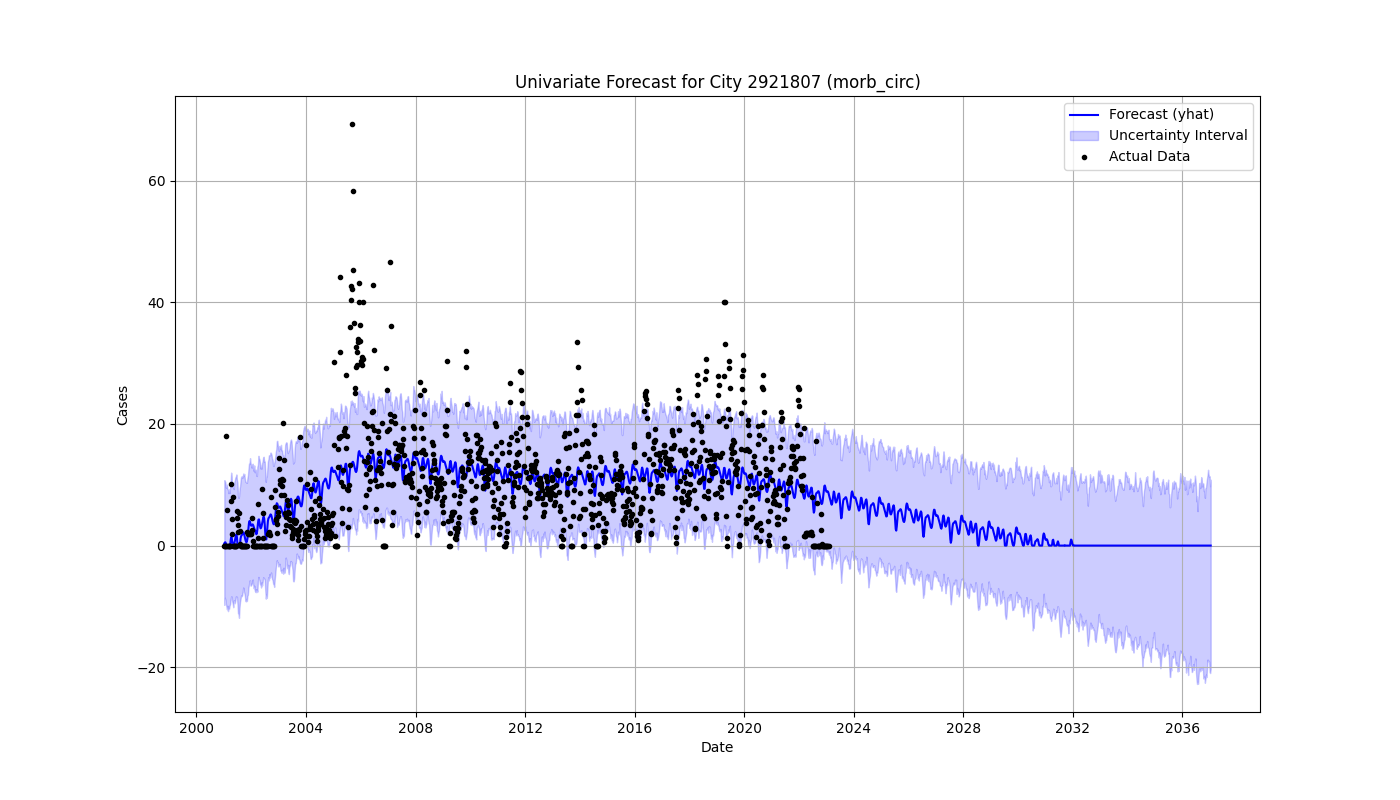 Univariate Forecast for City 2921807 (morb_circ)
Forecast (yhat)
Uncertainty Interval
Actual Data
60
40
20
0
−20
Cases
2000 2004 2008 2012 2016 2020 2024 2028 2032 2036
Date